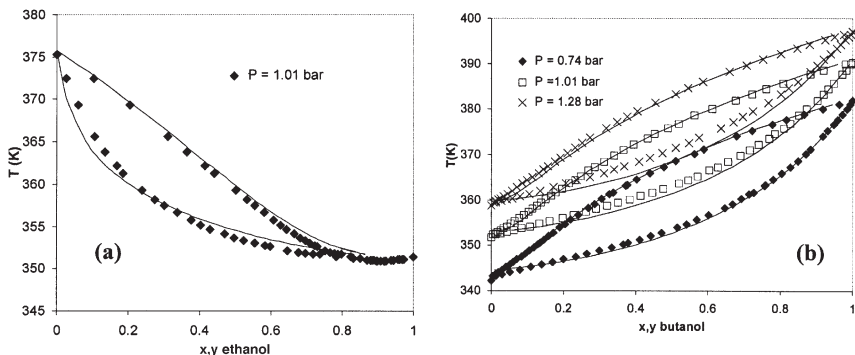 380
375
370
365
360
355
350
345
T (K)
P = 1.01 bar
(a)
0
0.2
0.4
0.6
0.8
1
x,y ethanol
400
390
380
370
360
350
340
T(K)
P = 0.74 bar
P =1.01 bar
P = 1.28 bar
(b)
0
0.2
0.4
0.6
0.8
1
x,y butanol